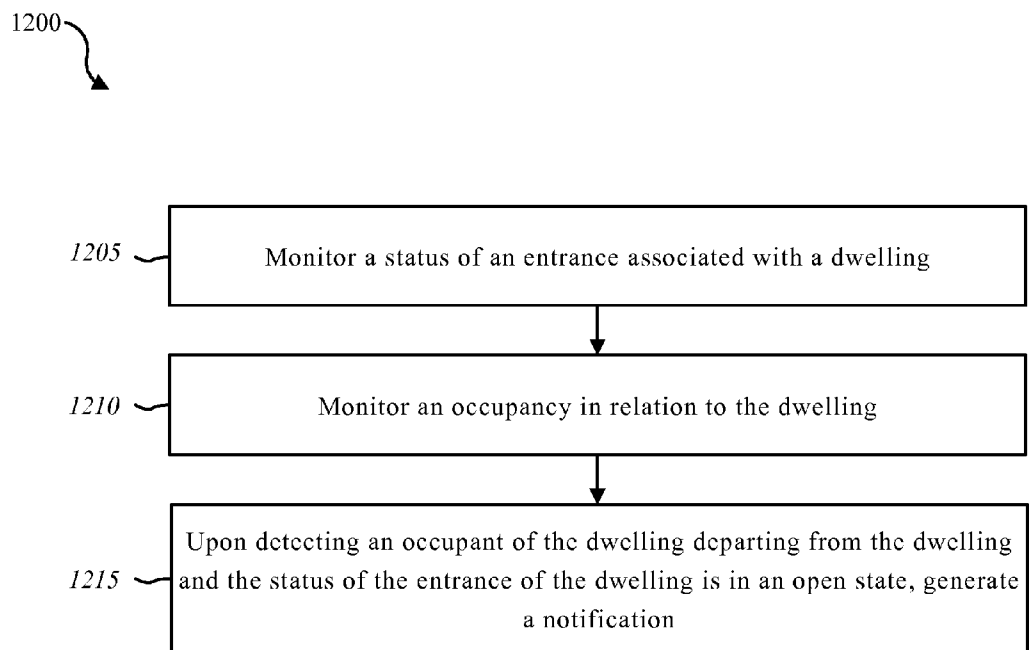 1200
1205
Monitor a status of an entrance associated with a dwelling
1210
Monitor an occupancy in relation to the dwelling
1215
Upon detecting an occupant of the dwelling departing from the dwelling
and the status of the entrance of the dwelling is in an open state, generate
a notification